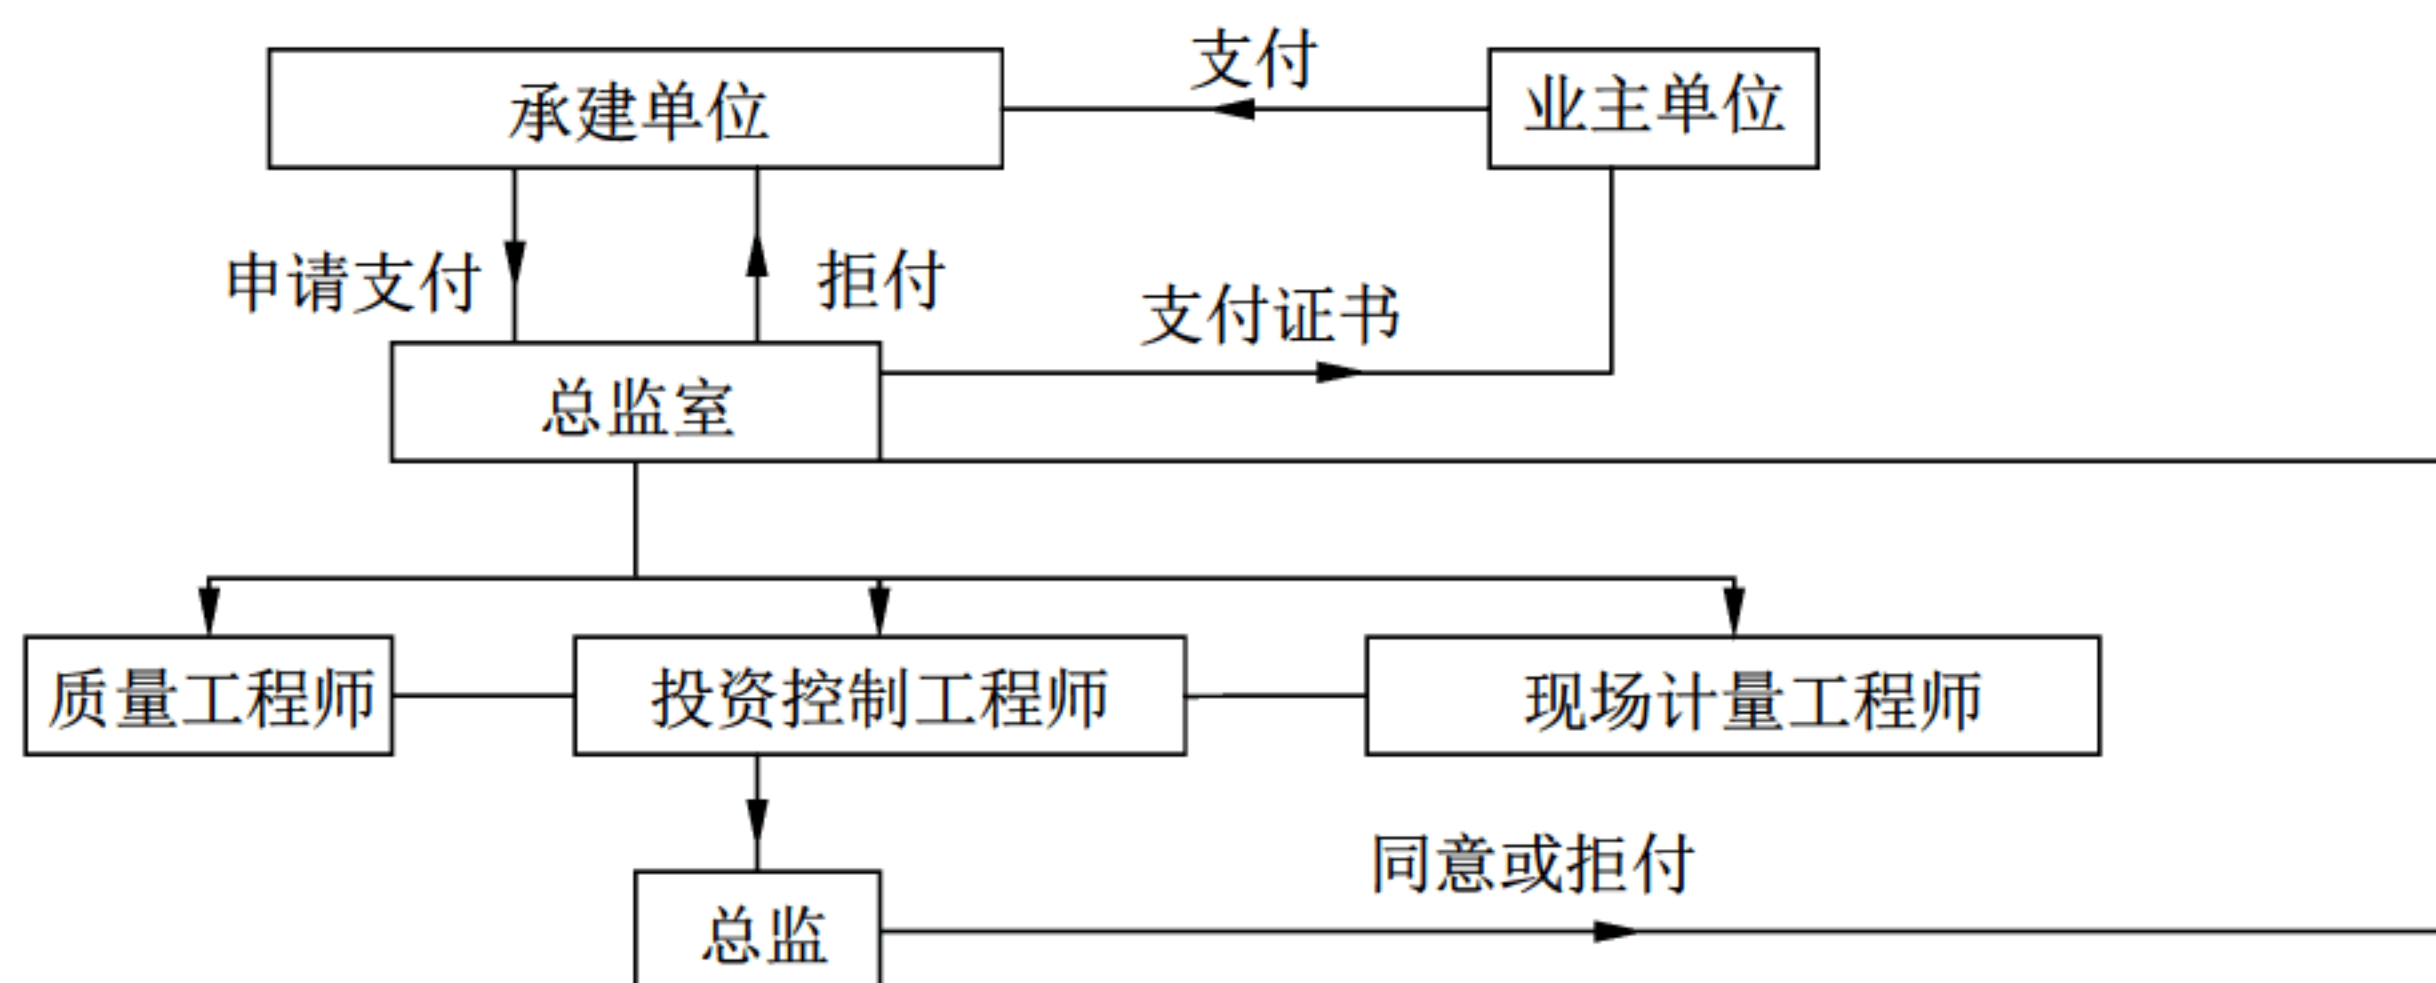 支付
承建单位
业主单位
申请支付
拒付
支付证书
总监室
质量工程师
投资控制工程师
现场计量工程师
同意或拒付
总监